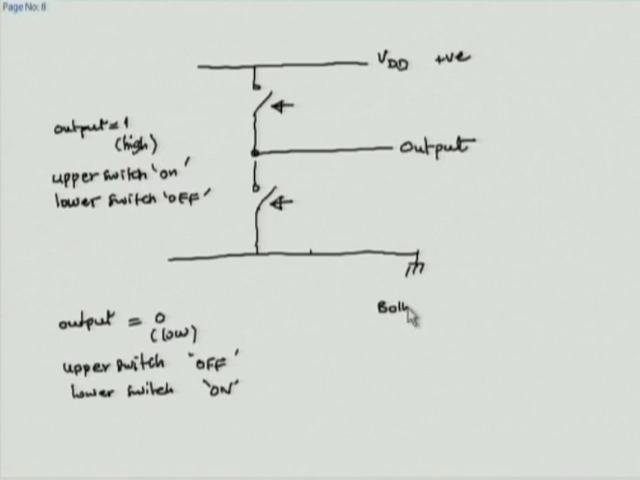 Page No: 8
VDD +ve
output = 1
(high)
upper switch 'on'
lower switch 'OFF'
output
output = 0
(low)
upper switch 'OFF'
lower switch 'ON'
Both